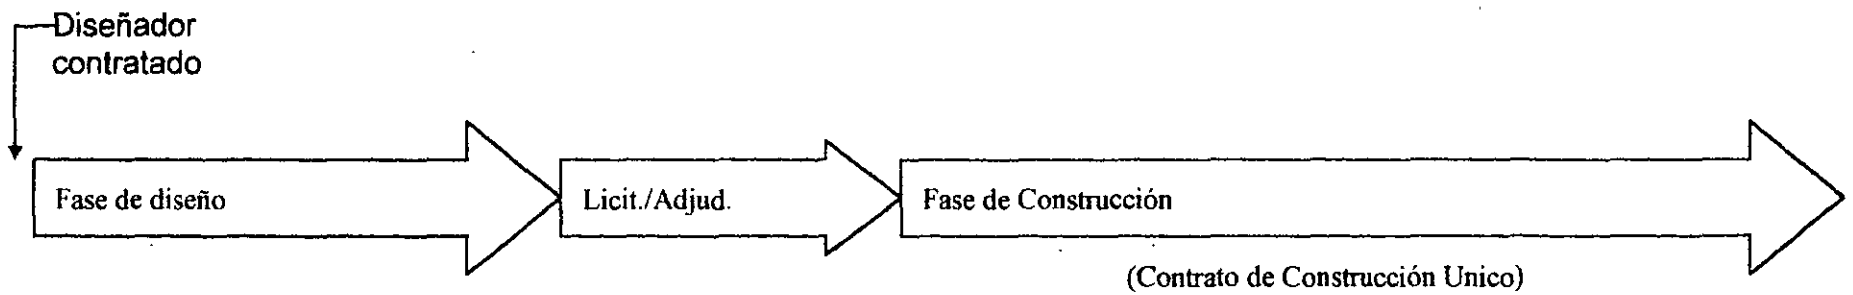 Diseñador
contratado
Fase de diseño
Licit./Adjud.
Fase de Construcción
(Contrato de Construcción Unico)